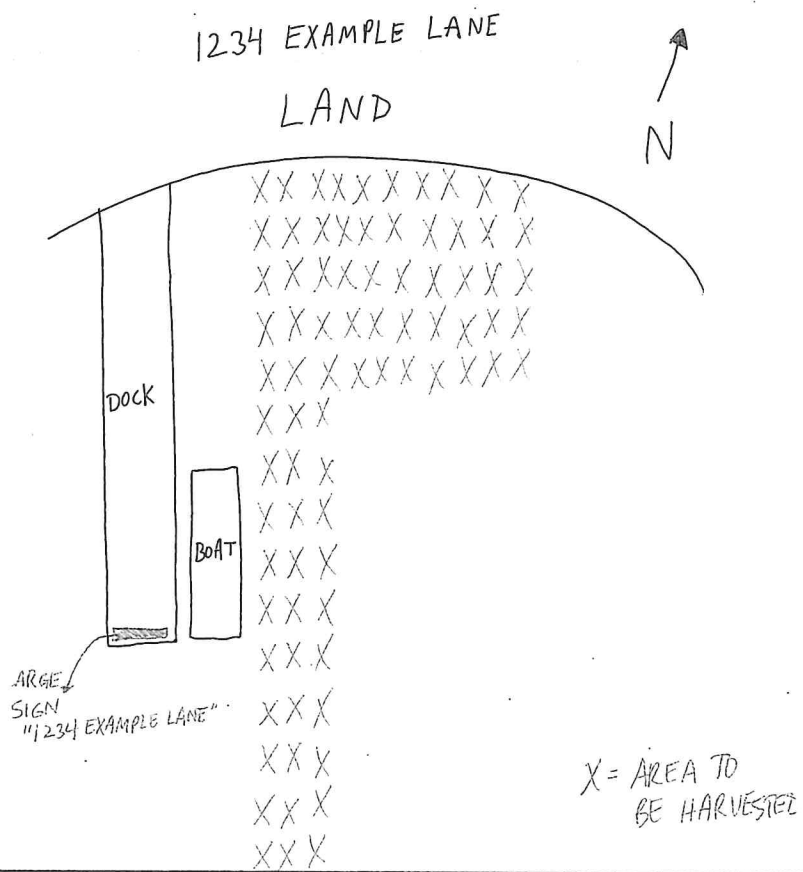 1234 EXAMPLE LANE
LAND
N
DOCK
BOAT
ARGE
SIGN
"1234 EXAMPLE LANE"
X = AREA TO
BE HARVESTED